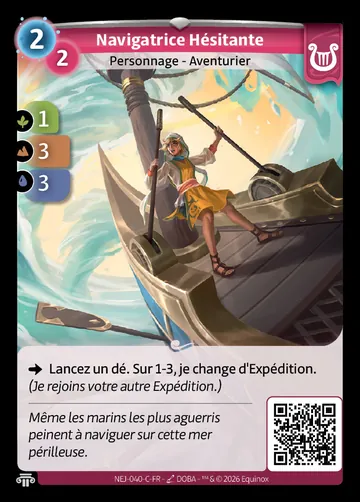 2
Navigatrice Hésitante
2
Personnage - Aventurier
1
3
3
Lancez un dé. Sur 1-3, je change d'Expédition.
(Je rejoins votre autre Expédition.)
Même les marins les plus aguerris
peinent à naviguer sur cette mer
périlleuse.
NEJ-040-C-FR - DOBA - ™ & © 2026 Equinox